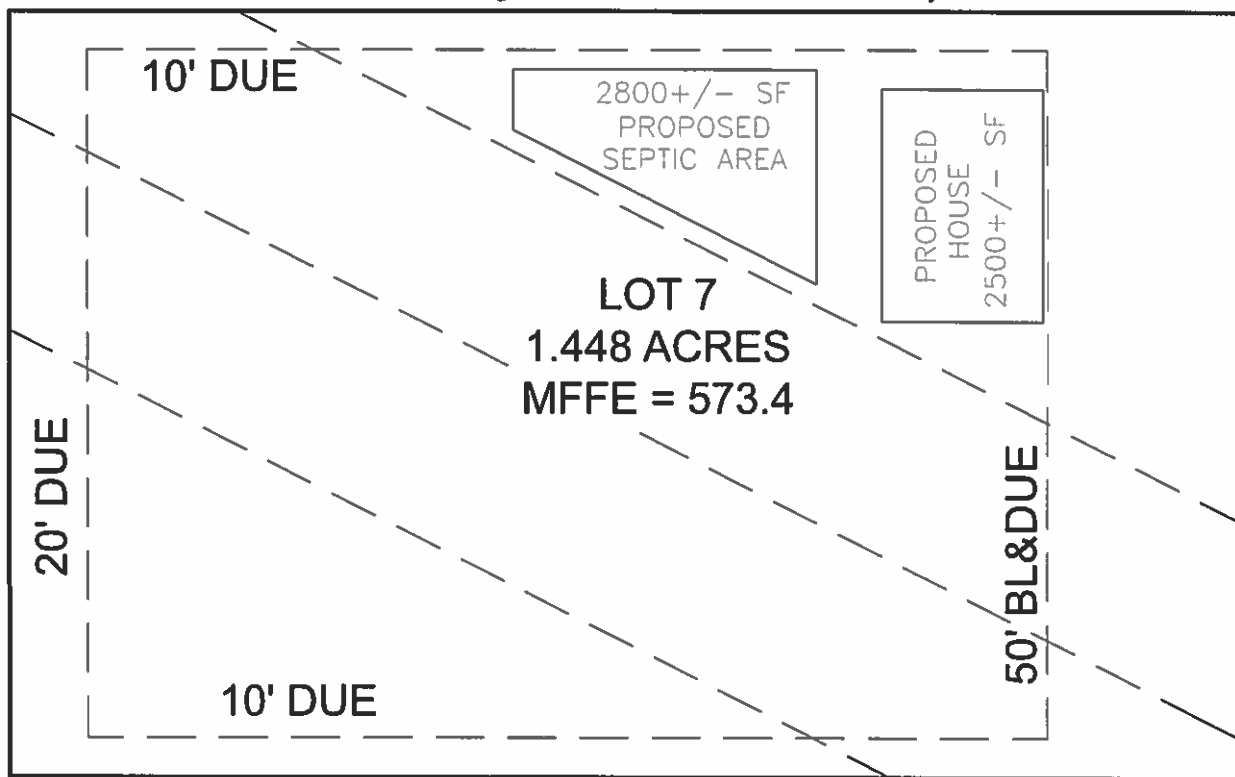 10' DUE
2800+/- SF
PROPOSED
SEPTIC AREA
PROPOSED
HOUSE
2500+/- SF
LOT 7
1.448 ACRES
MFFE = 573.4
20' DUE
50' BL&DUE
10' DUE